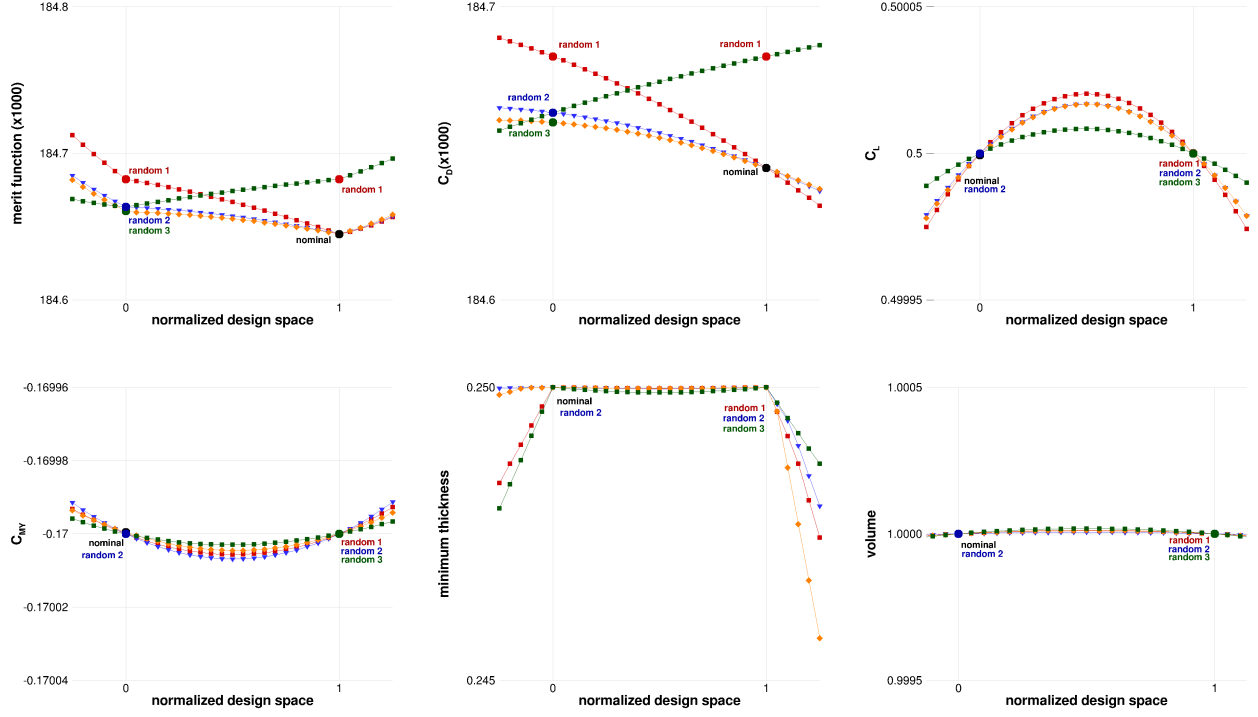 184.8
184.7
184.6
merit function (x1000)
random 1
random 1
random 2
random 3
nominal
0
1
normalized design space
184.7
184.6
C_D(x1000)
random 1
random 1
random 2
random 3
nominal
0
1
normalized design space
0.50005
0.5
0.49995
C_L
nominal
random 2
random 1
random 2
random 3
0
1
normalized design space
-0.16996
-0.16998
-0.17
-0.17002
-0.17004
C_MY
nominal
random 2
random 1
random 2
random 3
0
1
normalized design space
0.250
0.245
minimum thickness
nominal
random 2
random 1
random 2
random 3
0
1
normalized design space
1.0005
1.0000
0.9995
volume
nominal
random 2
random 1
random 2
random 3
0
1
normalized design space